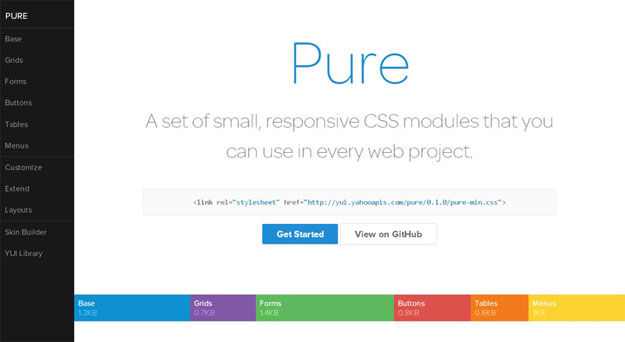 PURE
Base
Grids
Forms
Buttons
Tables
Menus
Customize
Extend
Layouts
Skin Builder
YUI Library
Pure
A set of small, responsive CSS modules that you
can use in every web project.
<link rel="stylesheet" href="http://yui.yahooapis.com/pure/0.1.0/pure-min.css">
Get Started
View on GitHub
Base
1.2KB
Grids
0.7KB
Forms
1.4KB
Buttons
0.8KB
Tables
0.6KB
Menus
1KB